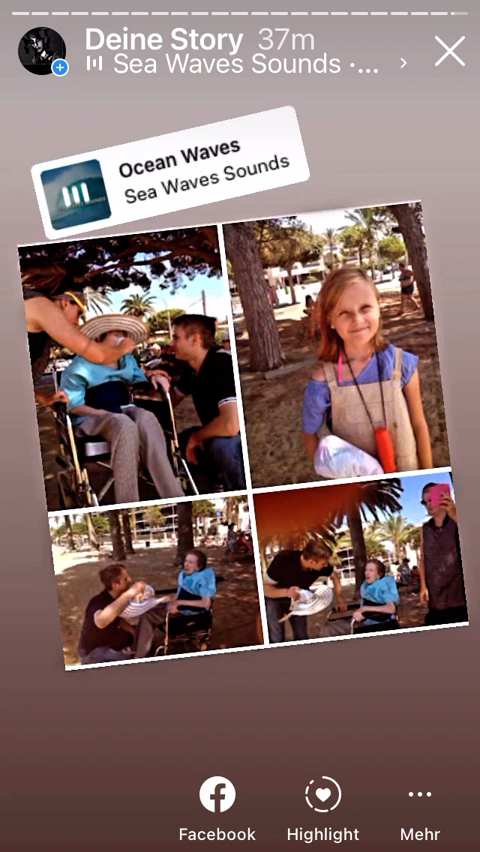 Deine Story 37m
Sea Waves Sounds ·...
Ocean Waves
Sea Waves Sounds
Facebook
Highlight
Mehr